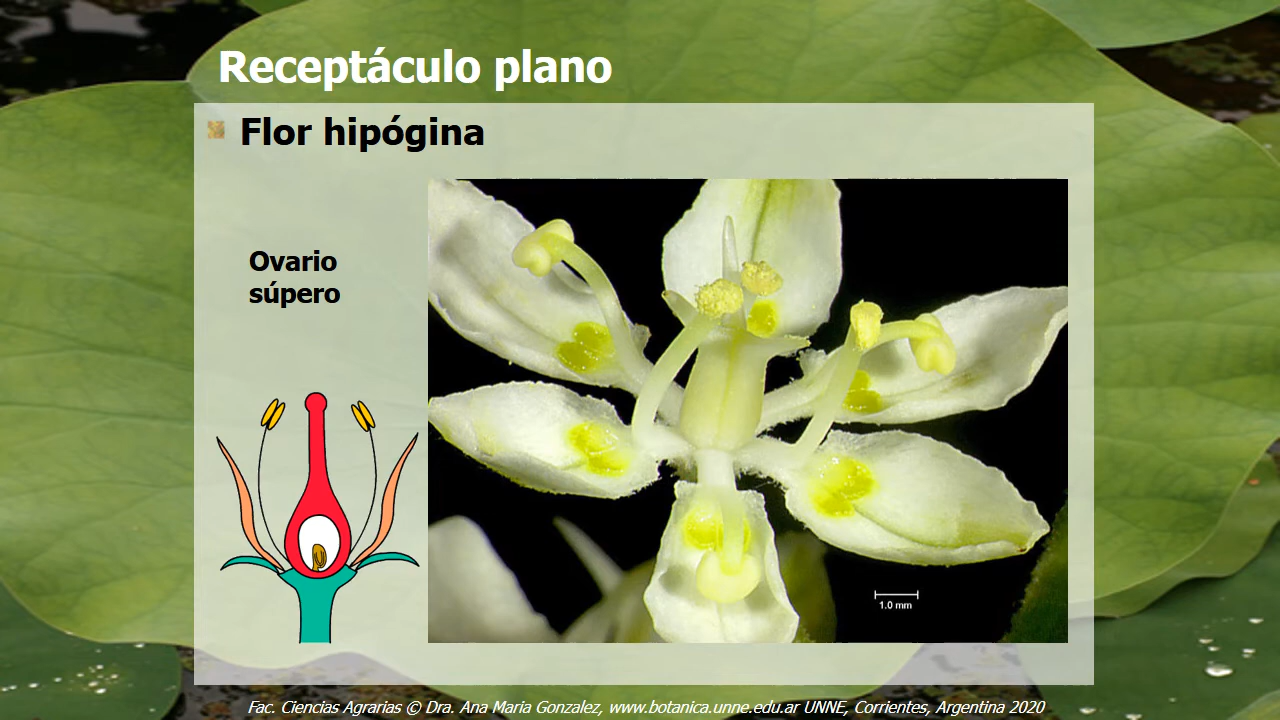 Receptáculo plano
Flor hipógina
Ovario
súpero
1.0 mm
Fac. Ciencias Agrarias © Dra. Ana Maria Gonzalez, www.botanica.unne.edu.ar UNNE, Corrientes, Argentina 2020